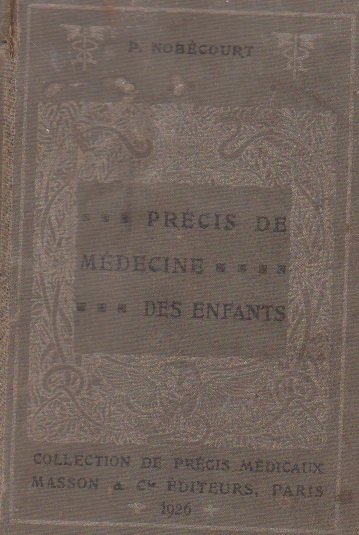 P. NOBÉCOURT
PRÉCIS DE
MÉDECINE
DES ENFANTS
COLLECTION DE PRÉCIS MÉDICAUX
MASSON & Cie ÉDITEURS, PARIS
1926